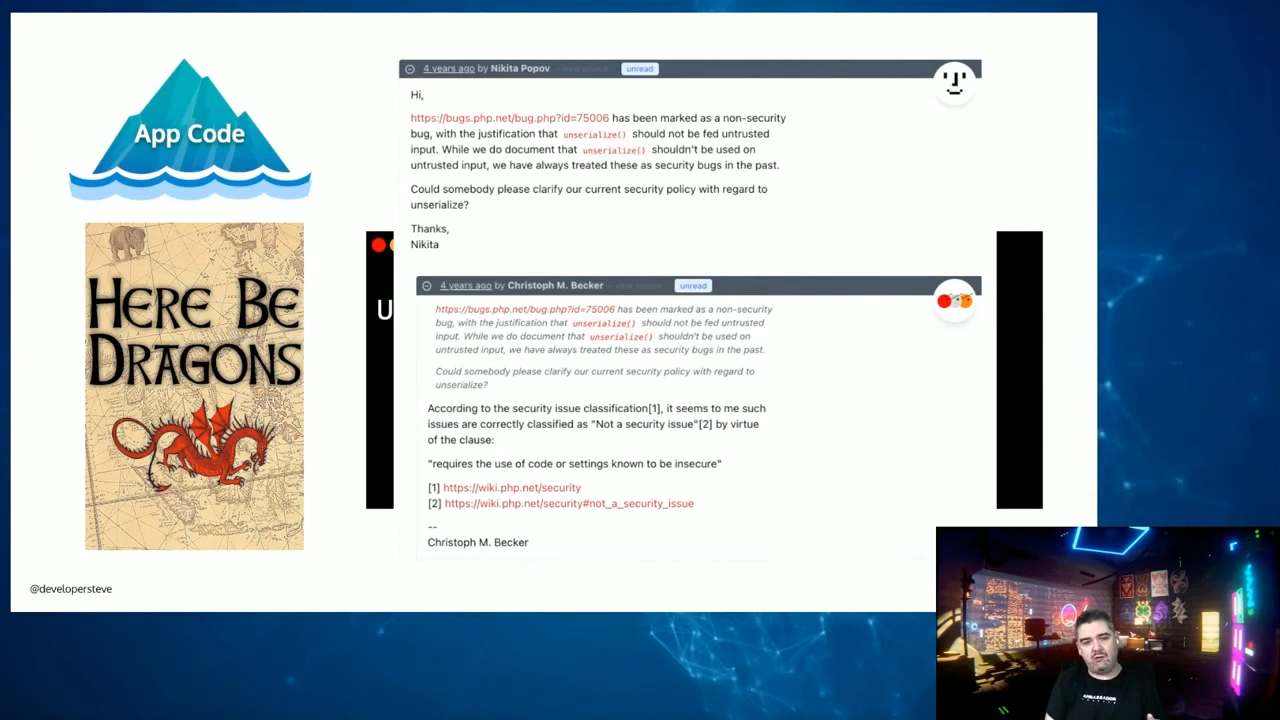 App Code
HERE BE
DRAGONS
@developersteve
4 years ago by Nikita Popov — view source unread
Hi,
https://bugs.php.net/bug.php?id=75006 has been marked as a non-security
bug, with the justification that unserialize() should not be fed untrusted
input. While we do document that unserialize() shouldn't be used on
untrusted input, we have always treated these as security bugs in the past.
Could somebody please clarify our current security policy with regard to
unserialize?
Thanks,
Nikita
U
4 years ago by Christoph M. Becker — view source unread
https://bugs.php.net/bug.php?id=75006 has been marked as a non-security
bug, with the justification that unserialize() should not be fed untrusted
input. While we do document that unserialize() shouldn't be used on
untrusted input, we have always treated these as security bugs in the past.
Could somebody please clarify our current security policy with regard to
unserialize?
According to the security issue classification[1], it seems to me such
issues are correctly classified as "Not a security issue"[2] by virtue
of the clause:
"requires the use of code or settings known to be insecure"
[1] https://wiki.php.net/security
[2] https://wiki.php.net/security#not_a_security_issue
--
Christoph M. Becker
AMBASSADOR